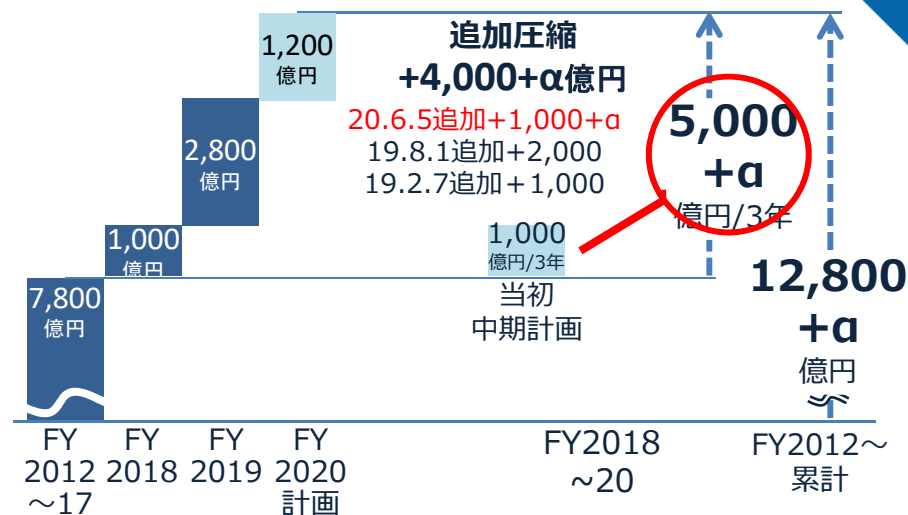 1,200
億円
追加圧縮
+4,000+α億円
20.6.5追加+1,000+α
19.8.1追加+2,000
19.2.7追加＋1,000
5,000
+α
億円/3年
2,800
億円
1,000
億円
1,000
億円/3年
当初
中期計画
7,800
億円
12,800
+α
億円
FY
2012
～17
FY
2018
FY
2019
FY
2020
計画
FY2018
~20
FY2012～
累計